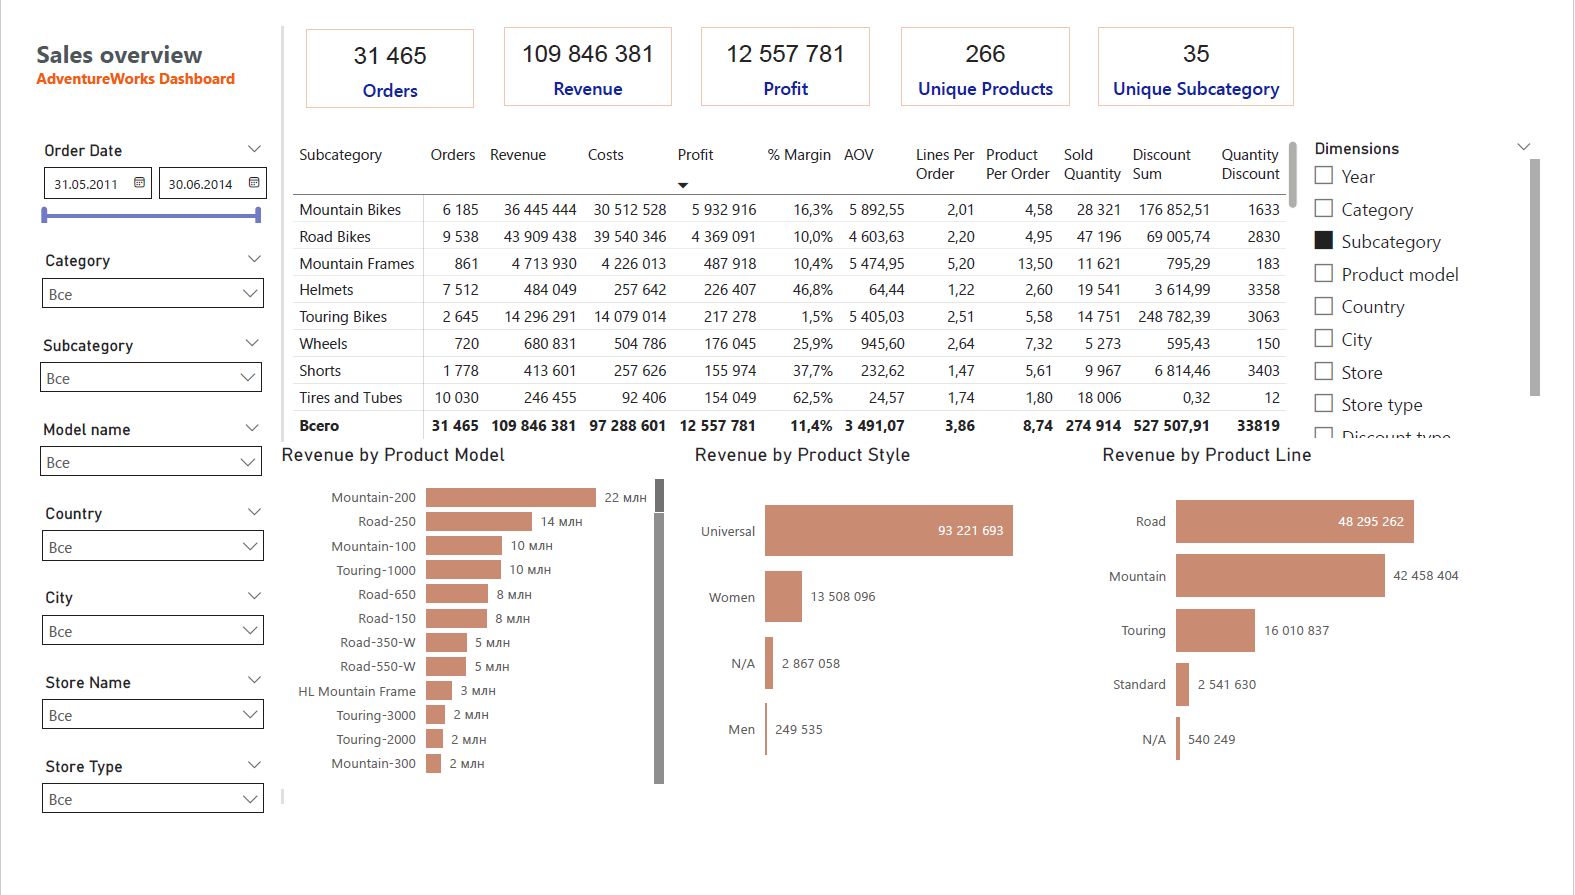 Sales overview
AdventureWorks Dashboard
31 465
Orders
109 846 381
Revenue
12 557 781
Profit
266
Unique Products
35
Unique Subcategory
Order Date
31.05.2011
30.06.2014
Category
Все
Subcategory
Все
Model name
Все
Country
Все
City
Все
Store Name
Все
Store Type
Все
Subcategory Orders Revenue Costs Profit % Margin AOV Lines Per Order Product Per Order Sold Quantity Discount Sum Quantity Discount
Mountain Bikes 6 185 36 445 444 30 512 528 5 932 916 16,3% 5 892,55 2,01 4,58 28 321 176 852,51 1633
Road Bikes 9 538 43 909 438 39 540 346 4 369 091 10,0% 4 603,63 2,20 4,95 47 196 69 005,74 2830
Mountain Frames 861 4 713 930 4 226 013 487 918 10,4% 5 474,95 5,20 13,50 11 621 795,29 183
Helmets 7 512 484 049 257 642 226 407 46,8% 64,44 1,22 2,60 19 541 3 614,99 3358
Touring Bikes 2 645 14 296 291 14 079 014 217 278 1,5% 5 405,03 2,51 5,58 14 751 248 782,39 3063
Wheels 720 680 831 504 786 176 045 25,9% 945,60 2,64 7,32 5 273 595,43 150
Shorts 1 778 413 601 257 626 155 974 37,7% 232,62 1,47 5,61 9 967 6 814,46 3403
Tires and Tubes 10 030 246 455 92 406 154 049 62,5% 24,57 1,74 1,80 18 006 0,32 12
Всего 31 465 109 846 381 97 288 601 12 557 781 11,4% 3 491,07 3,86 8,74 274 914 527 507,91 33819
Dimensions
Year
Category
Subcategory
Product model
Country
City
Store
Store type
Discount type
Revenue by Product Model
Mountain-200 22 млн
Road-250 14 млн
Mountain-100 10 млн
Touring-1000 10 млн
Road-650 8 млн
Road-150 8 млн
Road-350-W 5 млн
Road-550-W 5 млн
HL Mountain Frame 3 млн
Touring-3000 2 млн
Touring-2000 2 млн
Mountain-300 2 млн
Revenue by Product Style
Universal 93 221 693
Women 13 508 096
N/A 2 867 058
Men 249 535
Revenue by Product Line
Road 48 295 262
Mountain 42 458 404
Touring 16 010 837
Standard 2 541 630
N/A 540 249